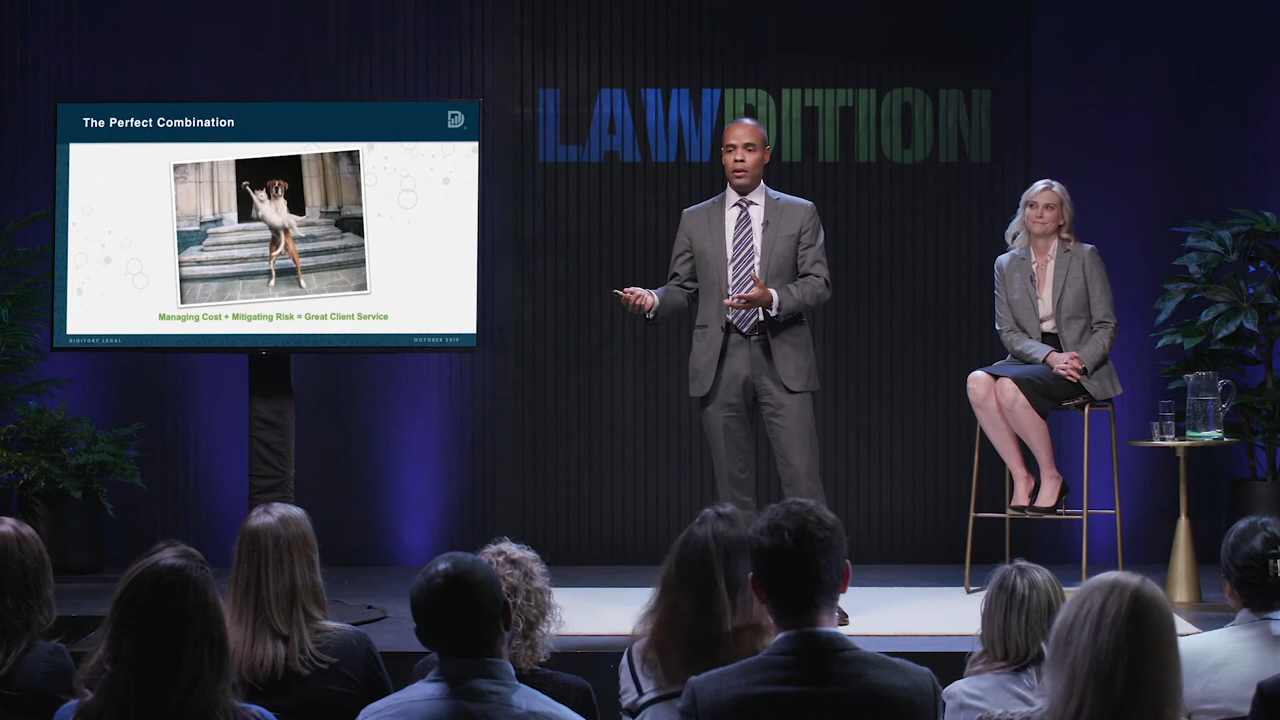 LAWDITION
The Perfect Combination
Managing Cost + Mitigating Risk = Great Client Service
DIGITORY LEGAL
OCTOBER 2019